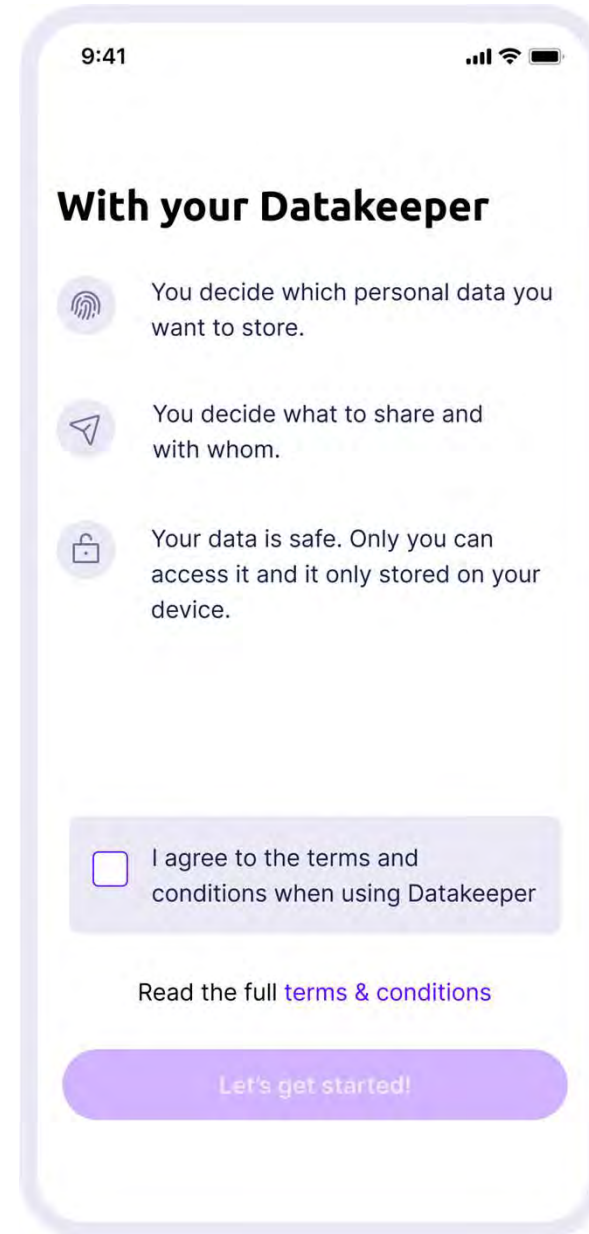 9:41
With your Datakeeper
You decide which personal data you
want to store.
You decide what to share and
with whom.
Your data is safe. Only you can
access it and it only stored on your
device.
I agree to the terms and
conditions when using Datakeeper
Read the full terms & conditions
Let's get started!